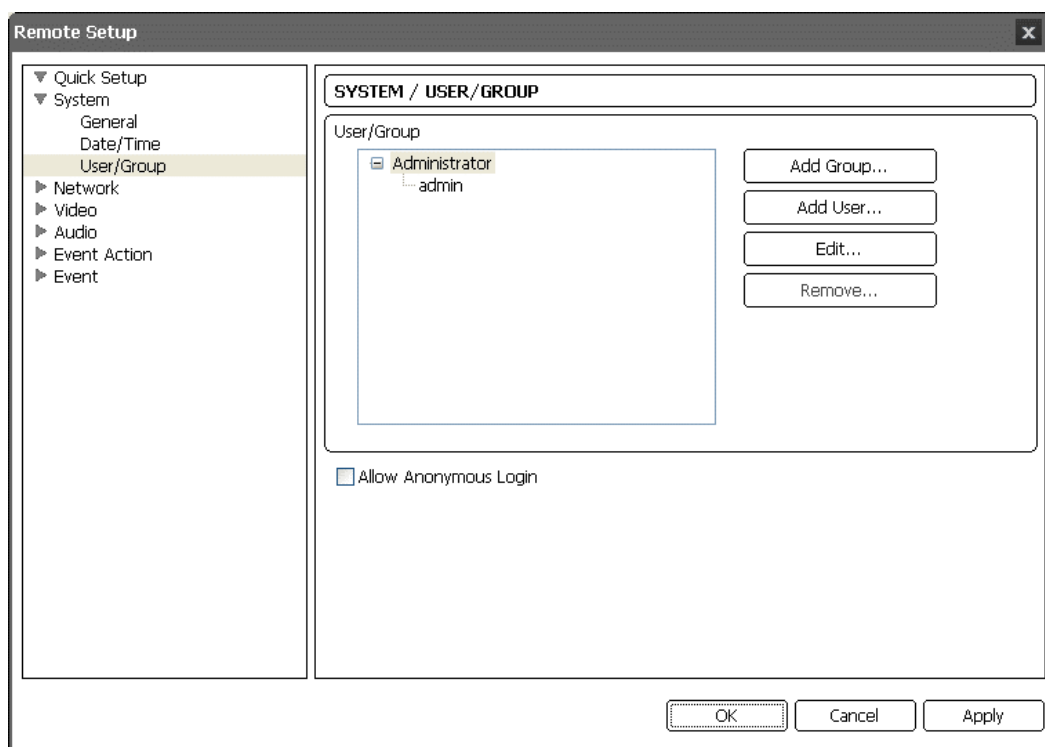 Remote Setup
Quick Setup
System
General
Date/Time
User/Group
Network
Video
Audio
Event Action
Event
SYSTEM / USER/GROUP
User/Group
Administrator
admin
Add Group...
Add User...
Edit...
Remove...
Allow Anonymous Login
OK
Cancel
Apply